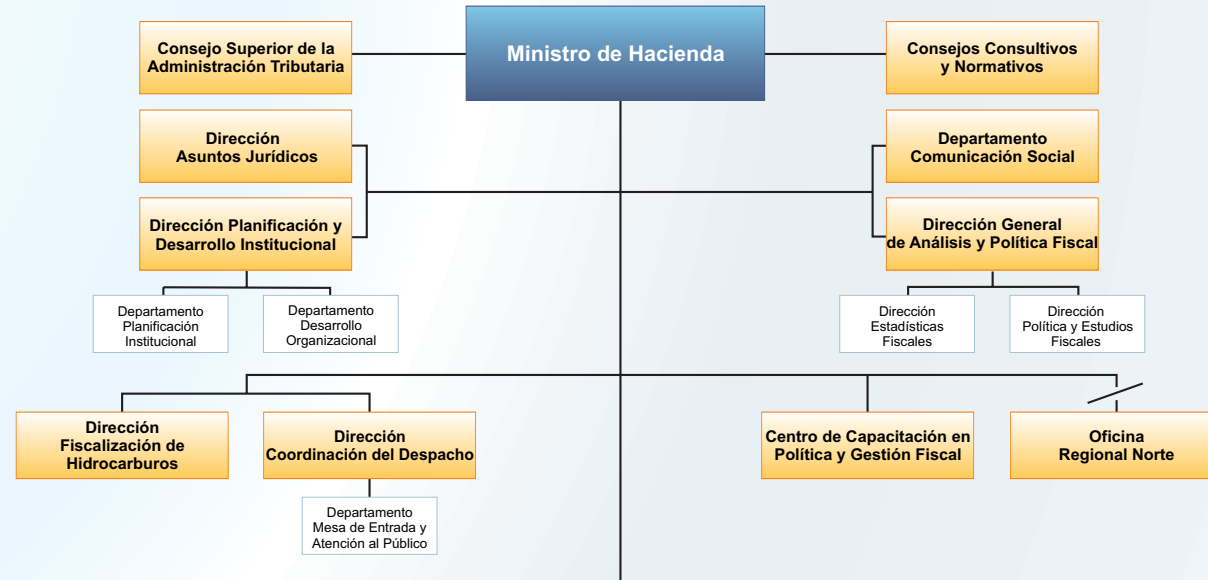 Consejo Superior de la
Administración Tributaria
Ministro de Hacienda
Consejos Consultivos
y Normativos
Dirección
Asuntos Jurídicos
Departamento
Comunicación Social
Dirección Planificación y
Desarrollo Institucional
Dirección General
de Análisis y Política Fiscal
Departamento
Planificación
Institucional
Departamento
Desarrollo
Organizacional
Dirección
Estadísticas
Fiscales
Dirección
Política y Estudios
Fiscales
Dirección
Fiscalización de
Hidrocarburos
Dirección
Coordinación del Despacho
Centro de Capacitación en
Política y Gestión Fiscal
Oficina
Regional Norte
Departamento
Mesa de Entrada y
Atención al Público